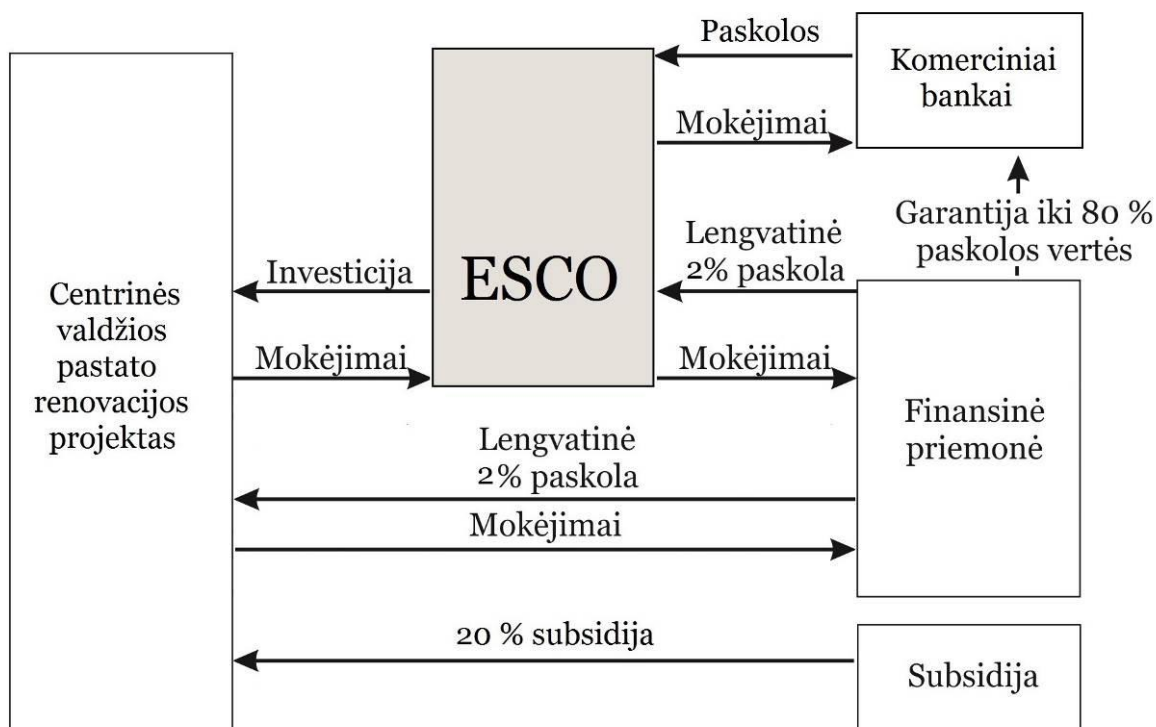 Paskolos
Komerciniai
bankai
Mokėjimai
Garantija iki 80 %
paskolos vertės
Lengvatinė
2% paskola
Investicija
ESCO
Centrinės
valdžios
pastato
renovacijos
projektas
Mokėjimai
Mokėjimai
Finansinė
priemonė
Lengvatinė
2% paskola
Mokėjimai
20 % subsidija
Subsidija